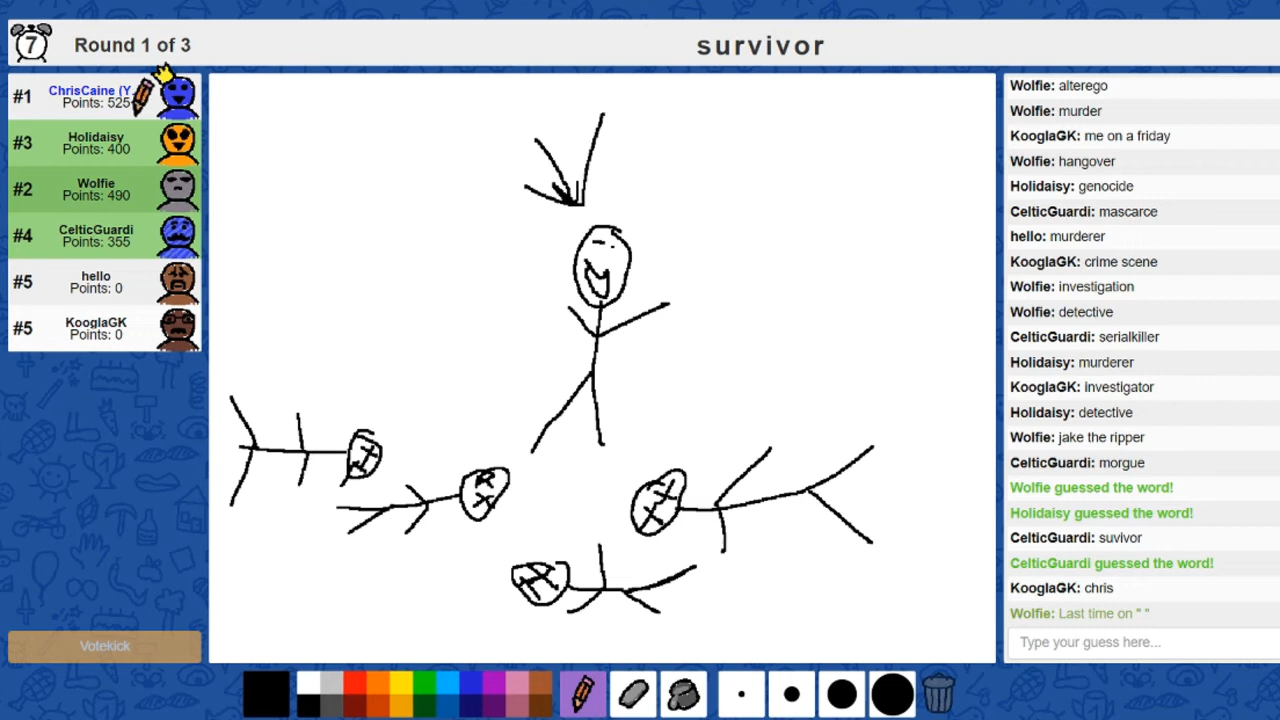 7
Round 1 of 3
survivor
#1
ChrisCaine (Y
Points: 525
#3
Holidaisy
Points: 400
#2
Wolfie
Points: 490
#4
CelticGuardi
Points: 355
#5
hello
Points: 0
#5
KooglaGK
Points: 0
Votekick
Wolfie: alterego
Wolfie: murder
KooglaGK: me on a friday
Wolfie: hangover
Holidaisy: genocide
CelticGuardi: mascarce
hello: murderer
KooglaGK: crime scene
Wolfie: investigation
Wolfie: detective
CelticGuardi: serialkiller
Holidaisy: murderer
KooglaGK: investigator
Holidaisy: detective
Wolfie: jake the ripper
CelticGuardi: morgue
Wolfie guessed the word!
Holidaisy guessed the word!
CelticGuardi: suvivor
CelticGuardi guessed the word!
KooglaGK: chris
Wolfie: Last time on " "
Type your guess here...